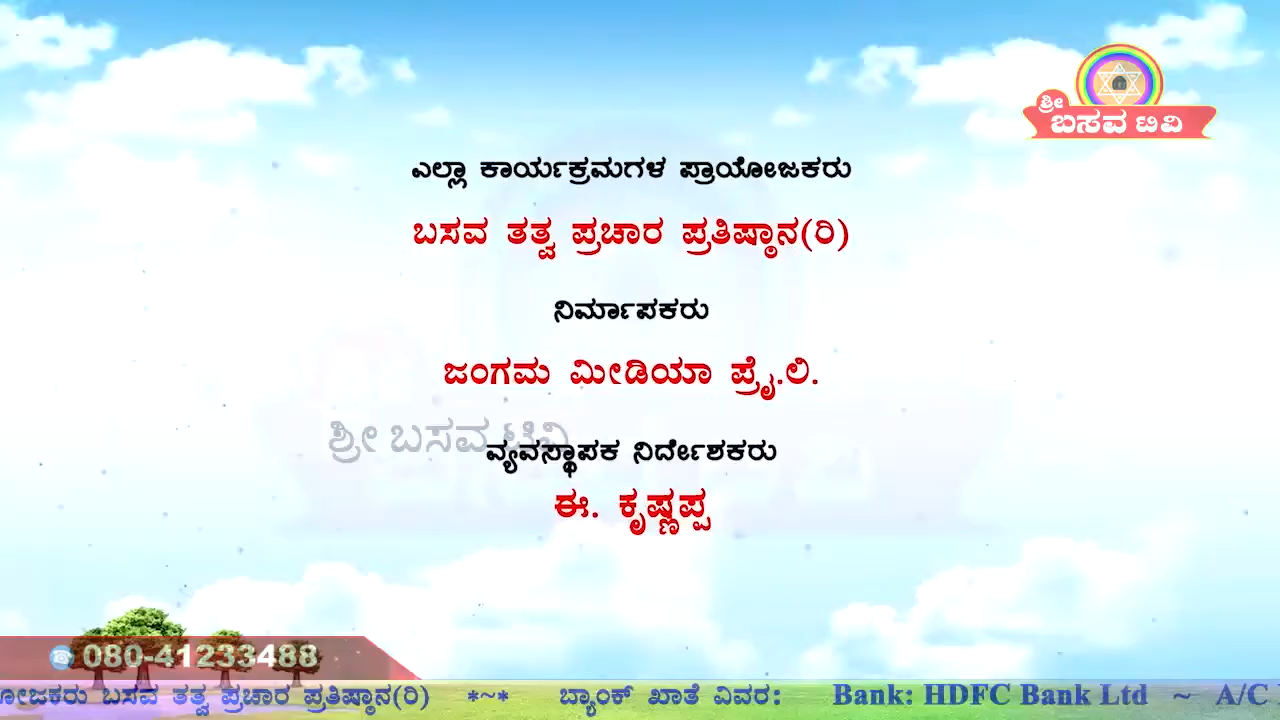 ಶ್ರೀ
ಬಸವ ಟಿವಿ
ಎಲ್ಲಾ ಕಾರ್ಯಕ್ರಮಗಳ ಪ್ರಾಯೋಜಕರು
ಬಸವ ತತ್ವ ಪ್ರಚಾರ ಪ್ರತಿಷ್ಠಾನ(ರಿ)
ನಿರ್ಮಾಪಕರು
ಜಂಗಮ ಮೀಡಿಯಾ ಪ್ರೈ.ಲಿ.
ಶ್ರೀ ಬಸವ ಟಿವಿ
ವ್ಯವಸ್ಥಾಪಕ ನಿರ್ದೇಶಕರು
ಈ. ಕೃಷ್ಣಪ್ಪ
080-41233488
ಬಸವ ತತ್ವ ಪ್ರಚಾರ ಪ್ರತಿಷ್ಠಾನ(ರಿ) *~* ಬ್ಯಾಂಕ್ ಖಾತೆ ವಿವರ: Bank: HDFC Bank Ltd ~ A/C